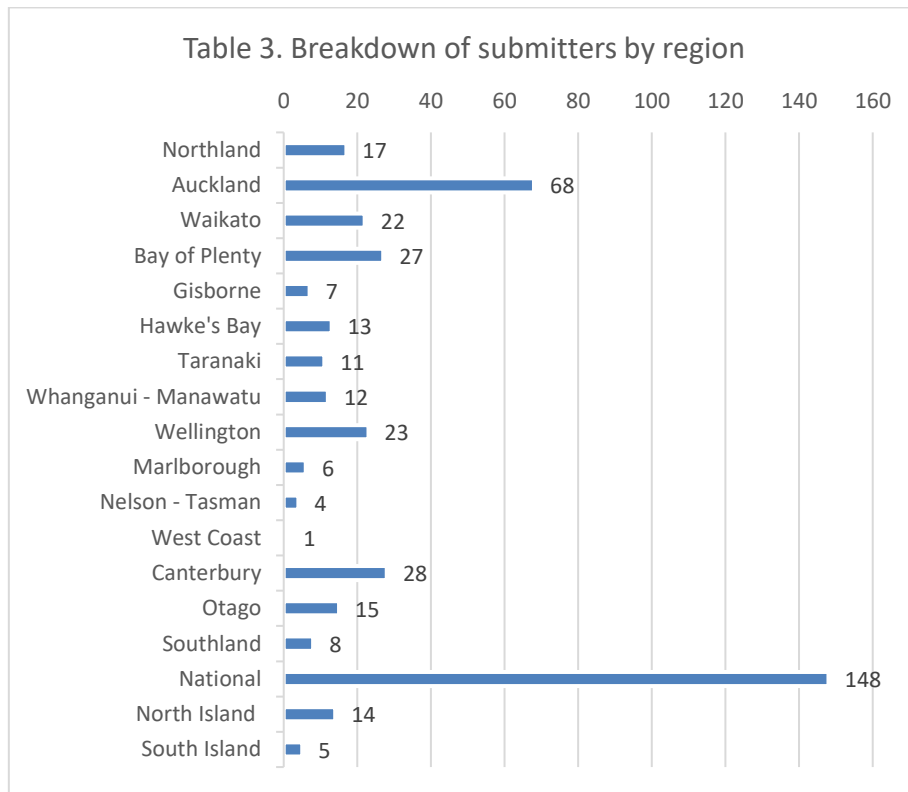 Table 3. Breakdown of submitters by region
0 20 40 60 80 100 120 140 160
Northland 17
Auckland 68
Waikato 22
Bay of Plenty 27
Gisborne 7
Hawke's Bay 13
Taranaki 11
Whanganui - Manawatu 12
Wellington 23
Marlborough 6
Nelson - Tasman 4
West Coast 1
Canterbury 28
Otago 15
Southland 8
National 148
North Island 14
South Island 5